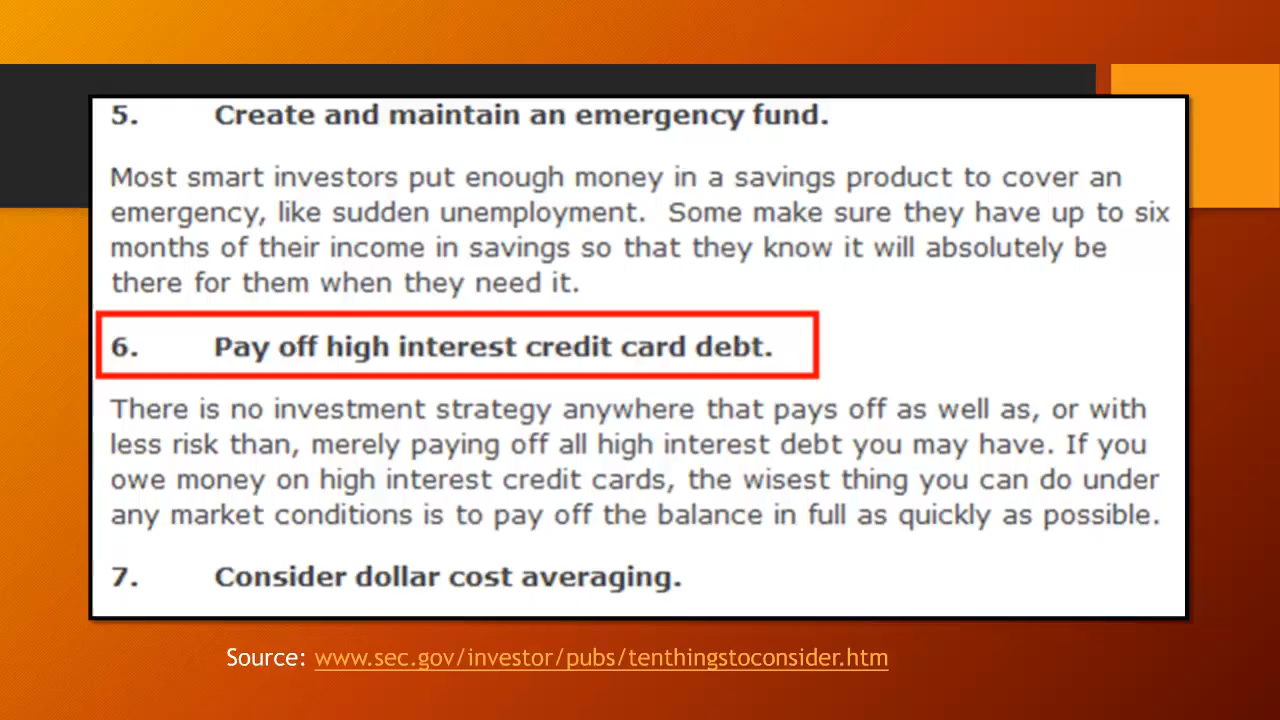 5. Create and maintain an emergency fund.
Most smart investors put enough money in a savings product to cover an
emergency, like sudden unemployment. Some make sure they have up to six
months of their income in savings so that they know it will absolutely be
there for them when they need it.
6. Pay off high interest credit card debt.
There is no investment strategy anywhere that pays off as well as, or with
less risk than, merely paying off all high interest debt you may have. If you
owe money on high interest credit cards, the wisest thing you can do under
any market conditions is to pay off the balance in full as quickly as possible.
7. Consider dollar cost averaging.
Source: www.sec.gov/investor/pubs/tenthingstoconsider.htm